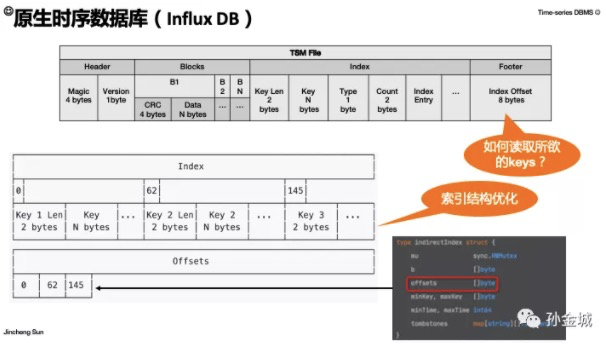 原生时序数据库（Influx DB）
Time-series DBMS
TSM File
Header Blocks Index Footer
Magic 4 bytes Version 1byte B1 B2 BN Key Len 2 bytes Key N bytes Type 1 byte Count 2 bytes Index Entry ... Index Offset 8 bytes
CRC 4 bytes Data N bytes ... ...
如何读取所欲的keys？
Index
0 62 145
索引结构优化
Key 1 Len 2 bytes Key N bytes ... Key 2 Len 2 bytes Key 2 N bytes ... Key 3 2 bytes ...
Offsets
0 62 145
type indirectIndex struct {
mu sync.RWMutex
b []byte
offsets []byte
minKey, maxKey []byte
minTime, maxTime int64
tombstones map[string][]
}
孙金城
Jincheng Sun